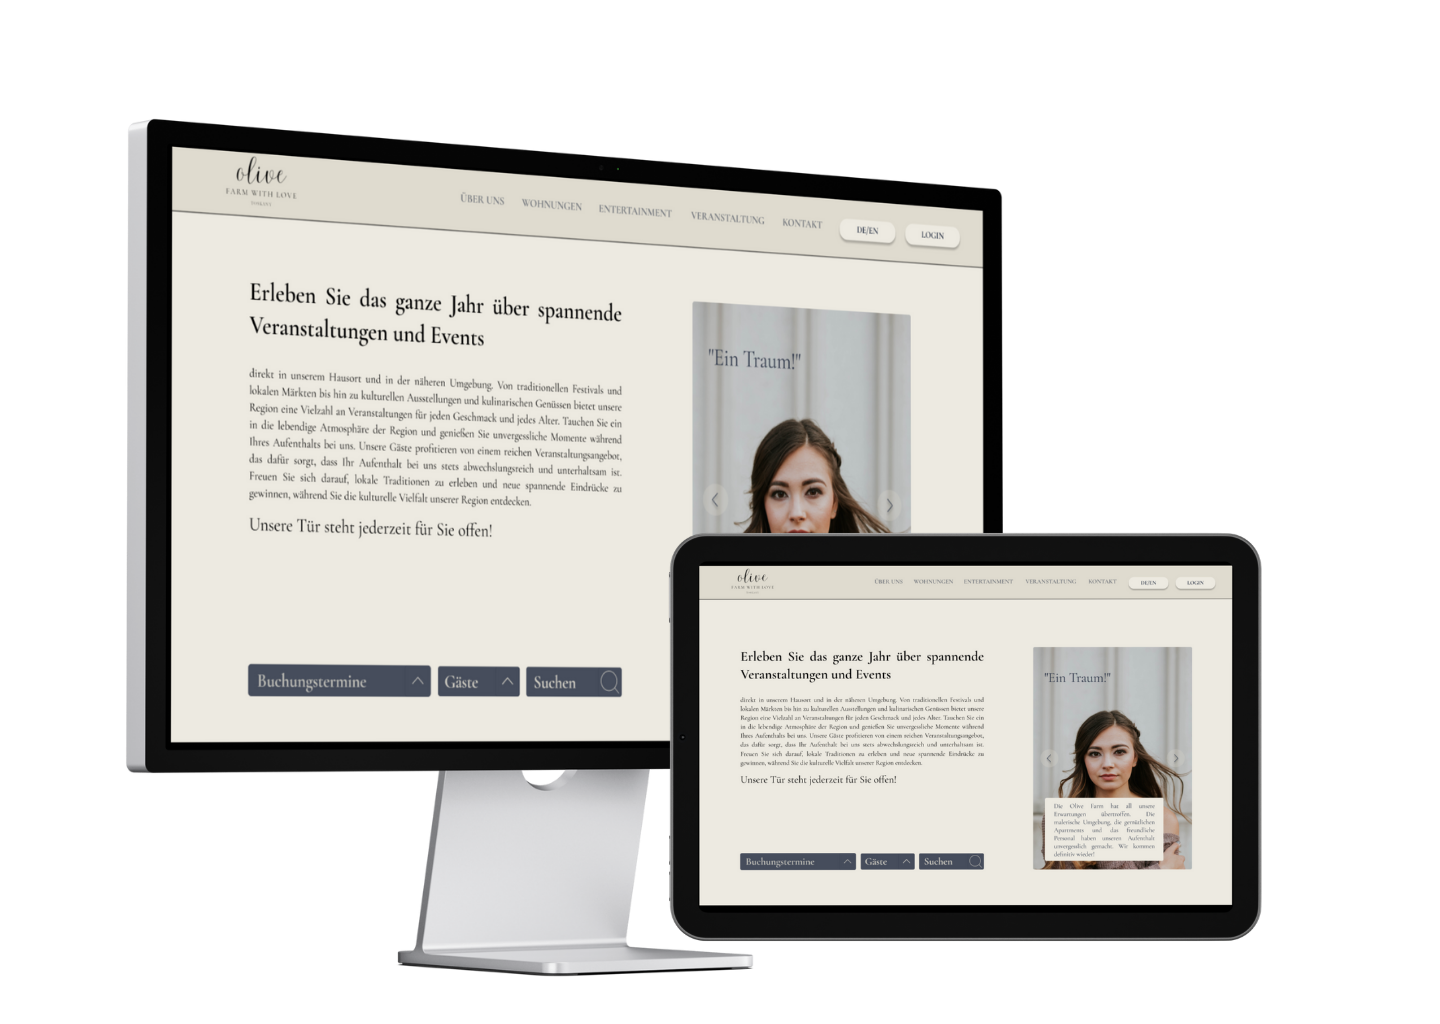 olive
FARM WITH LOVE
ÜBER UNS
WOHNUNGEN
ENTERTAINMENT
VERANSTALTUNG
KONTAKT
DE/EN
LOGIN
Erleben Sie das ganze Jahr über spannende
Veranstaltungen und Events
direkt in unserem Hausort und in der näheren Umgebung. Von traditionellen Festivals und
lokalen Märkten bis hin zu kulturellen Ausstellungen und kulinarischen Genüssen bietet unsere
Region eine Vielzahl an Veranstaltungen für jeden Geschmack und jedes Alter. Tauchen Sie ein
in die lebendige Atmosphäre der Region und genießen Sie unvergessliche Momente während
Ihres Aufenthalts bei uns. Unsere Gäste profitieren von einem reichen Veranstaltungsangebot,
das dafür sorgt, dass Ihr Aufenthalt bei uns stets abwechslungsreich und unterhaltsam ist.
Freuen Sie sich darauf, lokale Traditionen zu erleben und neue spannende Eindrücke zu
gewinnen, während Sie die kulturelle Vielfalt unserer Region entdecken.
Unsere Tür steht jederzeit für Sie offen!
"Ein Traum!"
Buchungstermine
Gäste
Suchen
olive
FARM WITH LOVE
ÜBER UNS
WOHNUNGEN
ENTERTAINMENT
VERANSTALTUNG
KONTAKT
DE/EN
LOGIN
Erleben Sie das ganze Jahr über spannende
Veranstaltungen und Events
direkt in unserem Hausort und in der näheren Umgebung. Von traditionellen Festivals und
lokalen Märkten bis hin zu kulturellen Ausstellungen und kulinarischen Genüssen bietet unsere
Region eine Vielzahl an Veranstaltungen für jeden Geschmack und jedes Alter. Tauchen Sie ein
in die lebendige Atmosphäre der Region und genießen Sie unvergessliche Momente während
Ihres Aufenthalts bei uns. Unsere Gäste profitieren von einem reichen Veranstaltungsangebot,
das dafür sorgt, dass Ihr Aufenthalt bei uns stets abwechslungsreich und unterhaltsam ist.
Freuen Sie sich darauf, lokale Traditionen zu erleben und neue spannende Eindrücke zu
gewinnen, während Sie die kulturelle Vielfalt unserer Region entdecken.
Unsere Tür steht jederzeit für Sie offen!
"Ein Traum!"
Die Olive Farm hat all unsere
Erwartungen übertroffen. Die
malerische Umgebung, die gemütlichen
Apartments und das freundliche
Personal haben unseren Aufenthalt
unvergesslich gemacht. Wir kommen
definitiv wieder!
Buchungstermine
Gäste
Suchen